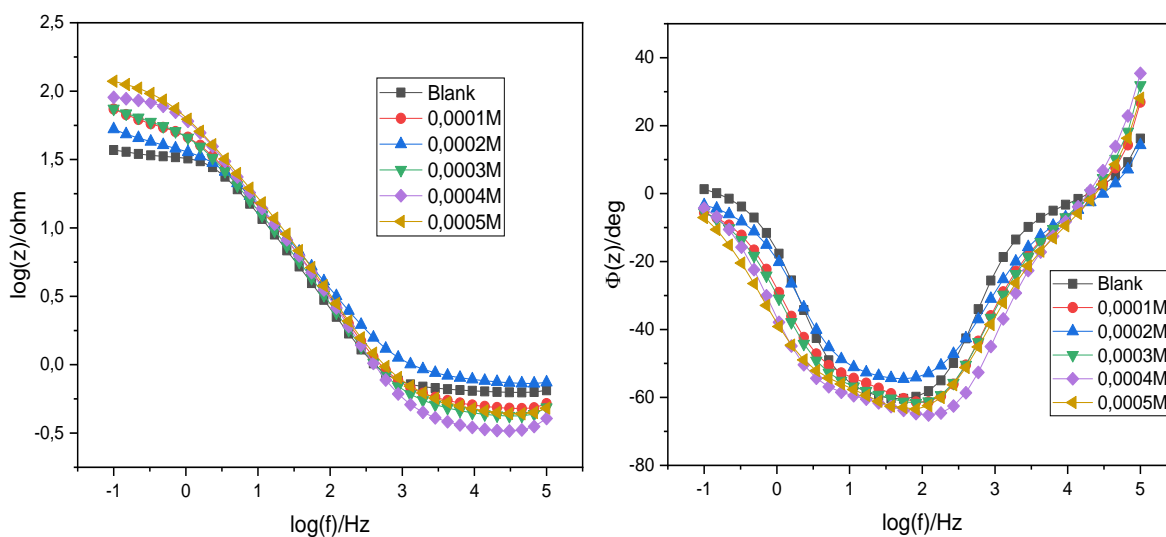 2,5
2,0
1,5
1,0
0,5
0,0
-0,5
log(z)/ohm
-1 0 1 2 3 4 5
log(f)/Hz
Blank
0,0001M
0,0002M
0,0003M
0,0004M
0,0005M
40
20
0
-20
-40
-60
-80
Φ(z)/deg
-1 0 1 2 3 4 5
log(f)/Hz
Blank
0,0001M
0,0002M
0,0003M
0,0004M
0,0005M